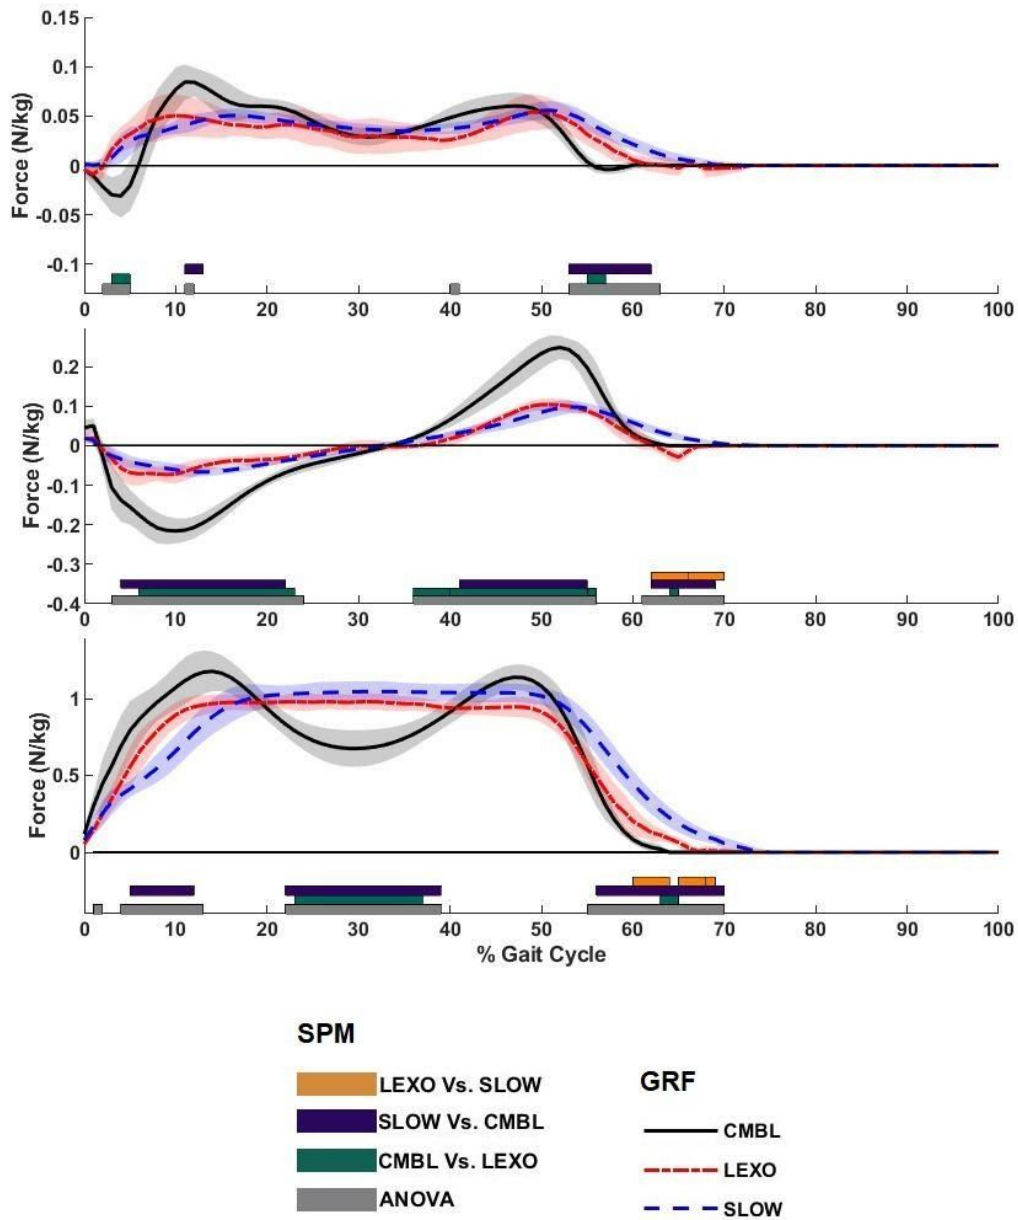 0.15
0.1
0.05
0
-0.05
-0.1
Force (N/kg)
0 10 20 30 40 50 60 70 80 90 100
0.2
0.1
0
-0.1
-0.2
-0.3
-0.4
Force (N/kg)
0 10 20 30 40 50 60 70 80 90 100
1
0.5
0
Force (N/kg)
0 10 20 30 40 50 60 70 80 90 100
% Gait Cycle
SPM
LEXO Vs. SLOW
SLOW Vs. CMBL
CMBL Vs. LEXO
ANOVA
GRF
CMBL
LEXO
SLOW